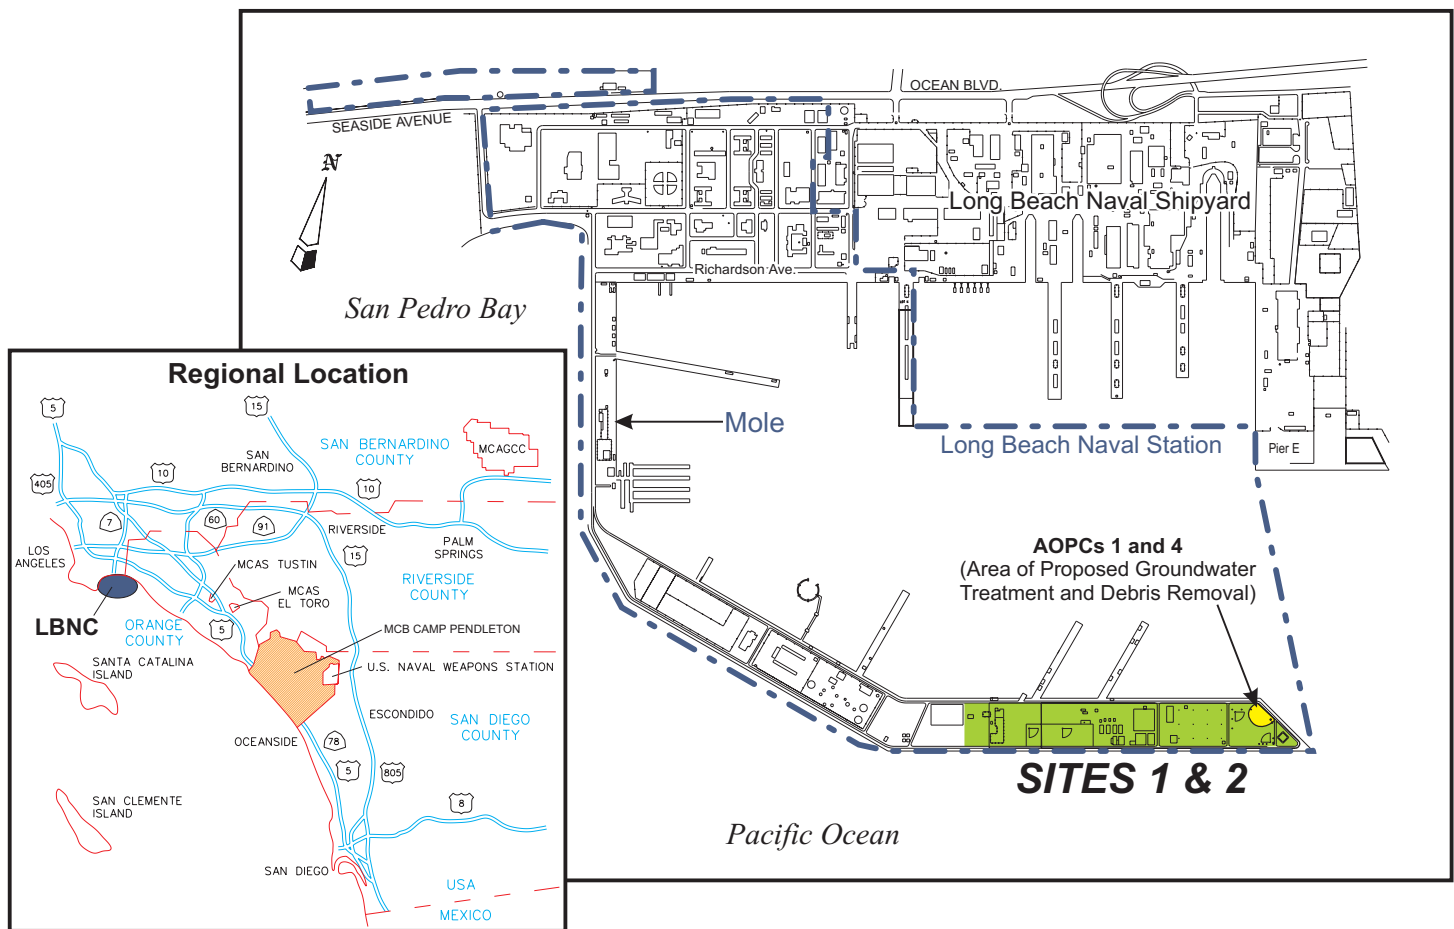 OCEAN BLVD.
SEASIDE AVENUE
N
Long Beach Naval Shipyard
Richardson Ave.
San Pedro Bay
Mole
Long Beach Naval Station
Pier E
AOPCs 1 and 4
(Area of Proposed Groundwater
Treatment and Debris Removal)
SITES 1 & 2
Pacific Ocean
Regional Location
5
15
SAN BERNARDINO
COUNTY
MCAGCC
SAN
BERNARDINO
405
10
10
7
60
91
RIVERSIDE
15
PALM
SPRINGS
LOS
ANGELES
MCAS TUSTIN
MCAS
EL TORO
RIVERSIDE
COUNTY
LBNC
ORANGE
COUNTY
5
MCB CAMP PENDLETON
SANTA CATALINA
ISLAND
U.S. NAVAL WEAPONS STATION
ESCONDIDO
SAN DIEGO
COUNTY
OCEANSIDE
78
5
805
SAN CLEMENTE
ISLAND
8
SAN DIEGO
USA
MEXICO